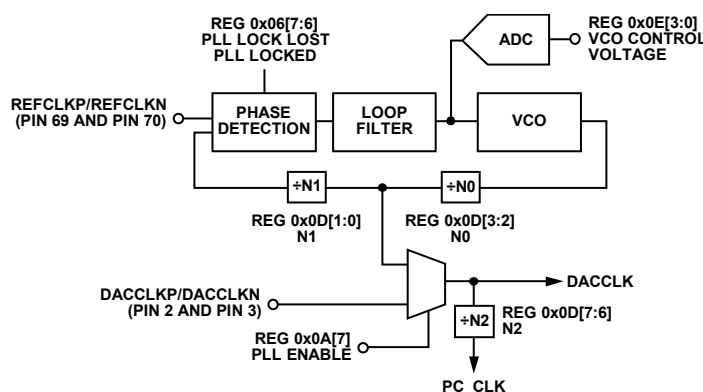 REG 0x06[7:6]
PLL LOCK LOST
PLL LOCKED
ADC
REG 0x0E[3:0]
VCO CONTROL
VOLTAGE
REFCLKP/REFCLKN
(PIN 69 AND PIN 70)
PHASE
DETECTION
LOOP
FILTER
VCO
÷N1
÷N0
REG 0x0D[1:0]
N1
REG 0x0D[3:2]
N0
DACCLK
DACCLKP/DACCLKN
(PIN 2 AND PIN 3)
÷N2
REG 0x0D[7:6]
N2
REG 0x0A[7]
PLL ENABLE
PC_CLK